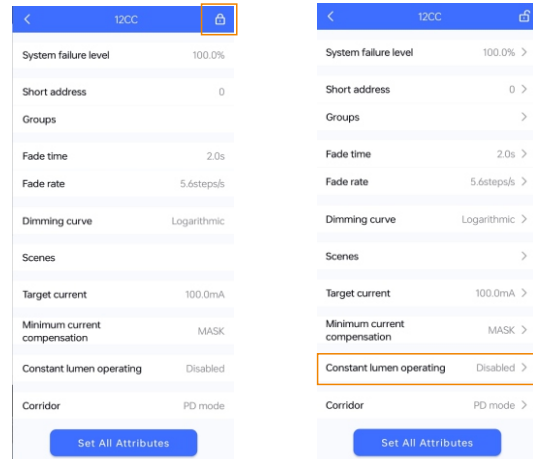 12CC
System failure level 100.0%
Short address 0
Groups
Fade time 2.0s
Fade rate 5.6steps/s
Dimming curve Logarithmic
Scenes
Target current 100.0mA
Minimum current
compensation MASK
Constant lumen operating Disabled
Corridor PD mode
Set All Attributes
12CC
System failure level 100.0%
Short address 0
Groups
Fade time 2.0s
Fade rate 5.6steps/s
Dimming curve Logarithmic
Scenes
Target current 100.0mA
Minimum current
compensation MASK
Constant lumen operating Disabled
Corridor PD mode
Set All Attributes